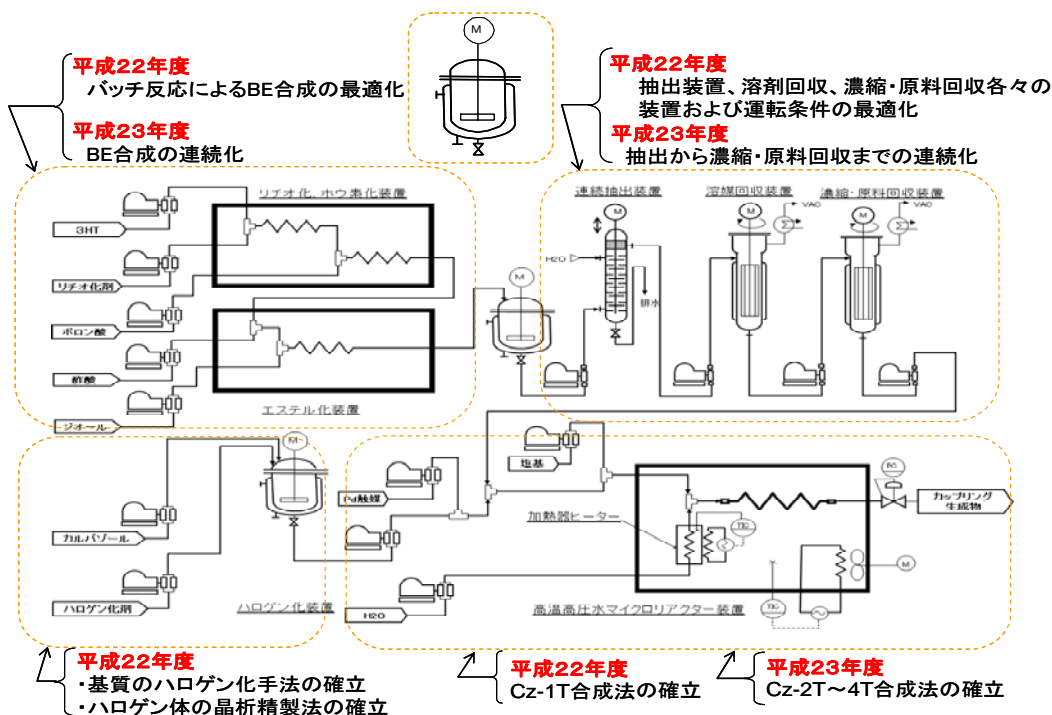 M
平成22年度
バッチ反応によるBE合成の最適化
平成23年度
BE合成の連続化
平成22年度
抽出装置、溶剤回収、濃縮・原料回収各々の
装置および運転条件の最適化
平成23年度
抽出から濃縮・原料回収までの連続化
リチオ化、ホウ素化装置
3HT
リチオ化剤
ボロン酸
酢酸
ジオール
エステル化装置
M
連続抽出装置
M
H2O
排水
溶媒回収装置
M
VAC
濃縮・原料回収装置
M
VAC
M
カルバゾール
ハロゲン化剤
ハロゲン化装置
塩基
Pd触媒
H2O
加熱器ヒーター
TIC
TIC
M
カップリング
生成物
高温高圧水マイクロリアクター装置
平成22年度
・基質のハロゲン化手法の確立
・ハロゲン体の晶析精製法の確立
平成22年度
Cz-1T合成法の確立
平成23年度
Cz-2T～4T合成法の確立